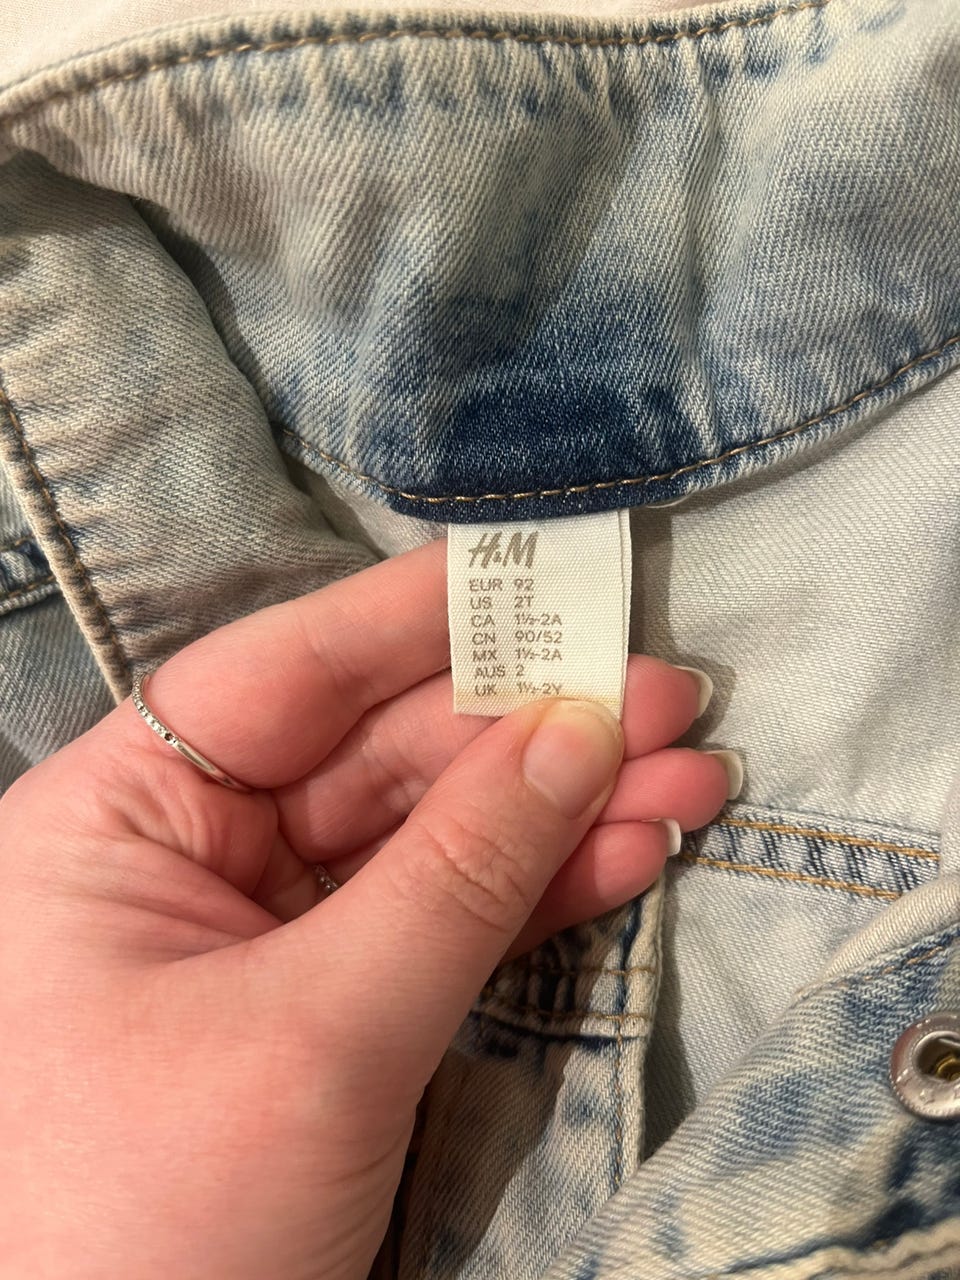 H&M
EUR 92
US 2T
CA 1½-2A
CN 90/52
MX 1½-2A
AUS 2
UK 1½-2Y